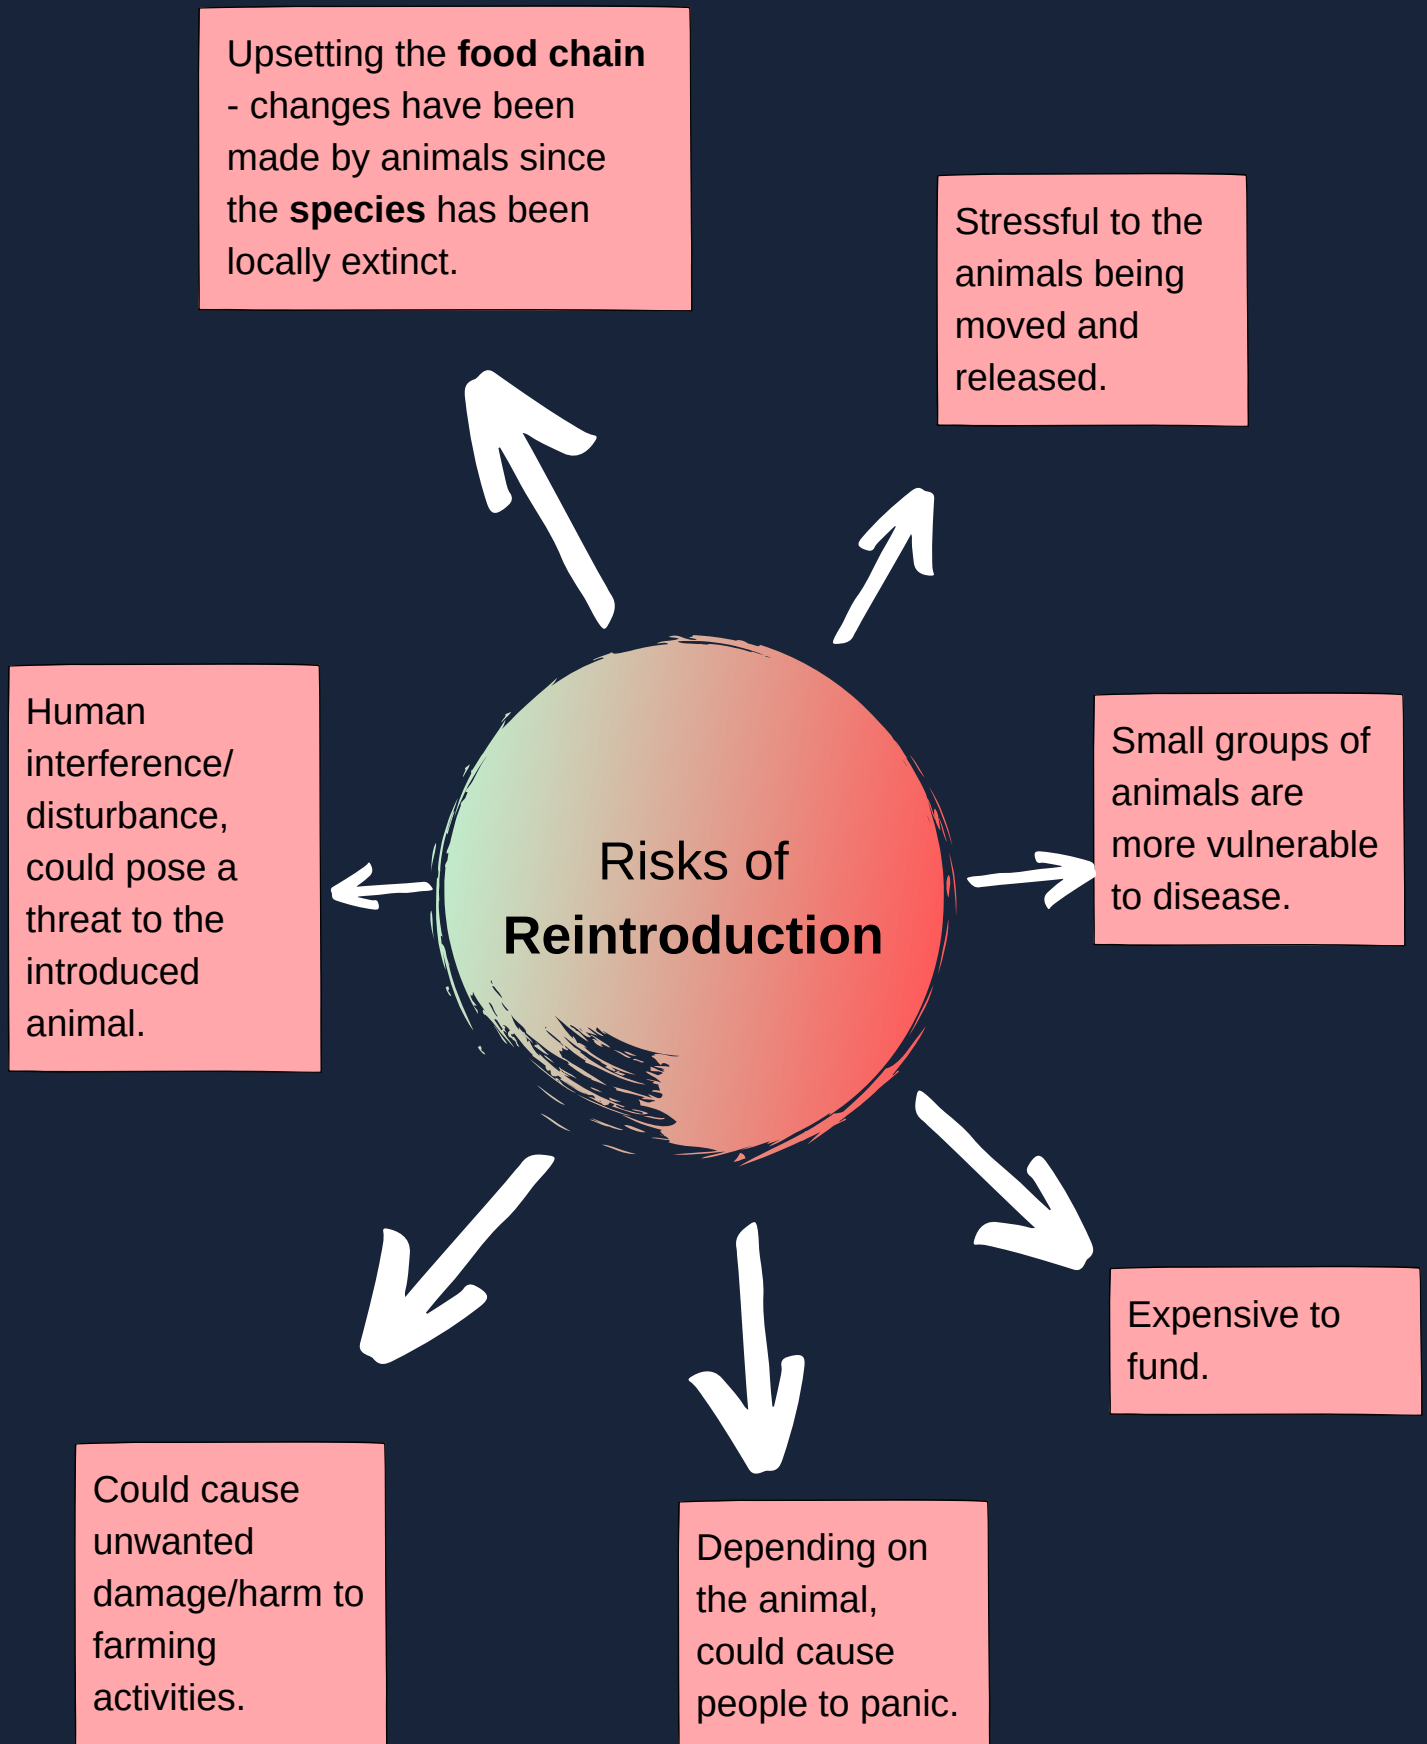 Upsetting the food chain
- changes have been
made by animals since
the species has been
locally extinct.
Stressful to the
animals being
moved and
released.
Human
interference/
disturbance,
could pose a
threat to the
introduced
animal.
Risks of
Reintroduction
Small groups of
animals are
more vulnerable
to disease.
Expensive to
fund.
Could cause
unwanted
damage/harm to
farming
activities.
Depending on
the animal,
could cause
people to panic.